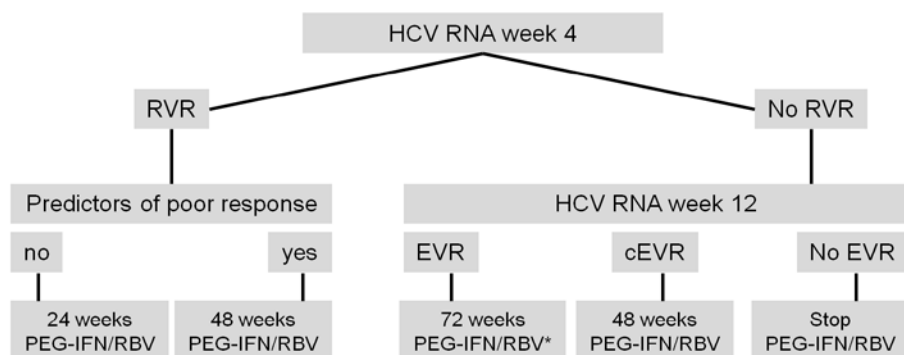 HCV RNA week 4
RVR
No RVR
Predictors of poor response
HCV RNA week 12
no
yes
EVR
cEVR
No EVR
24 weeks
PEG-IFN/RBV
48 weeks
PEG-IFN/RBV
72 weeks
PEG-IFN/RBV*
48 weeks
PEG-IFN/RBV
Stop
PEG-IFN/RBV